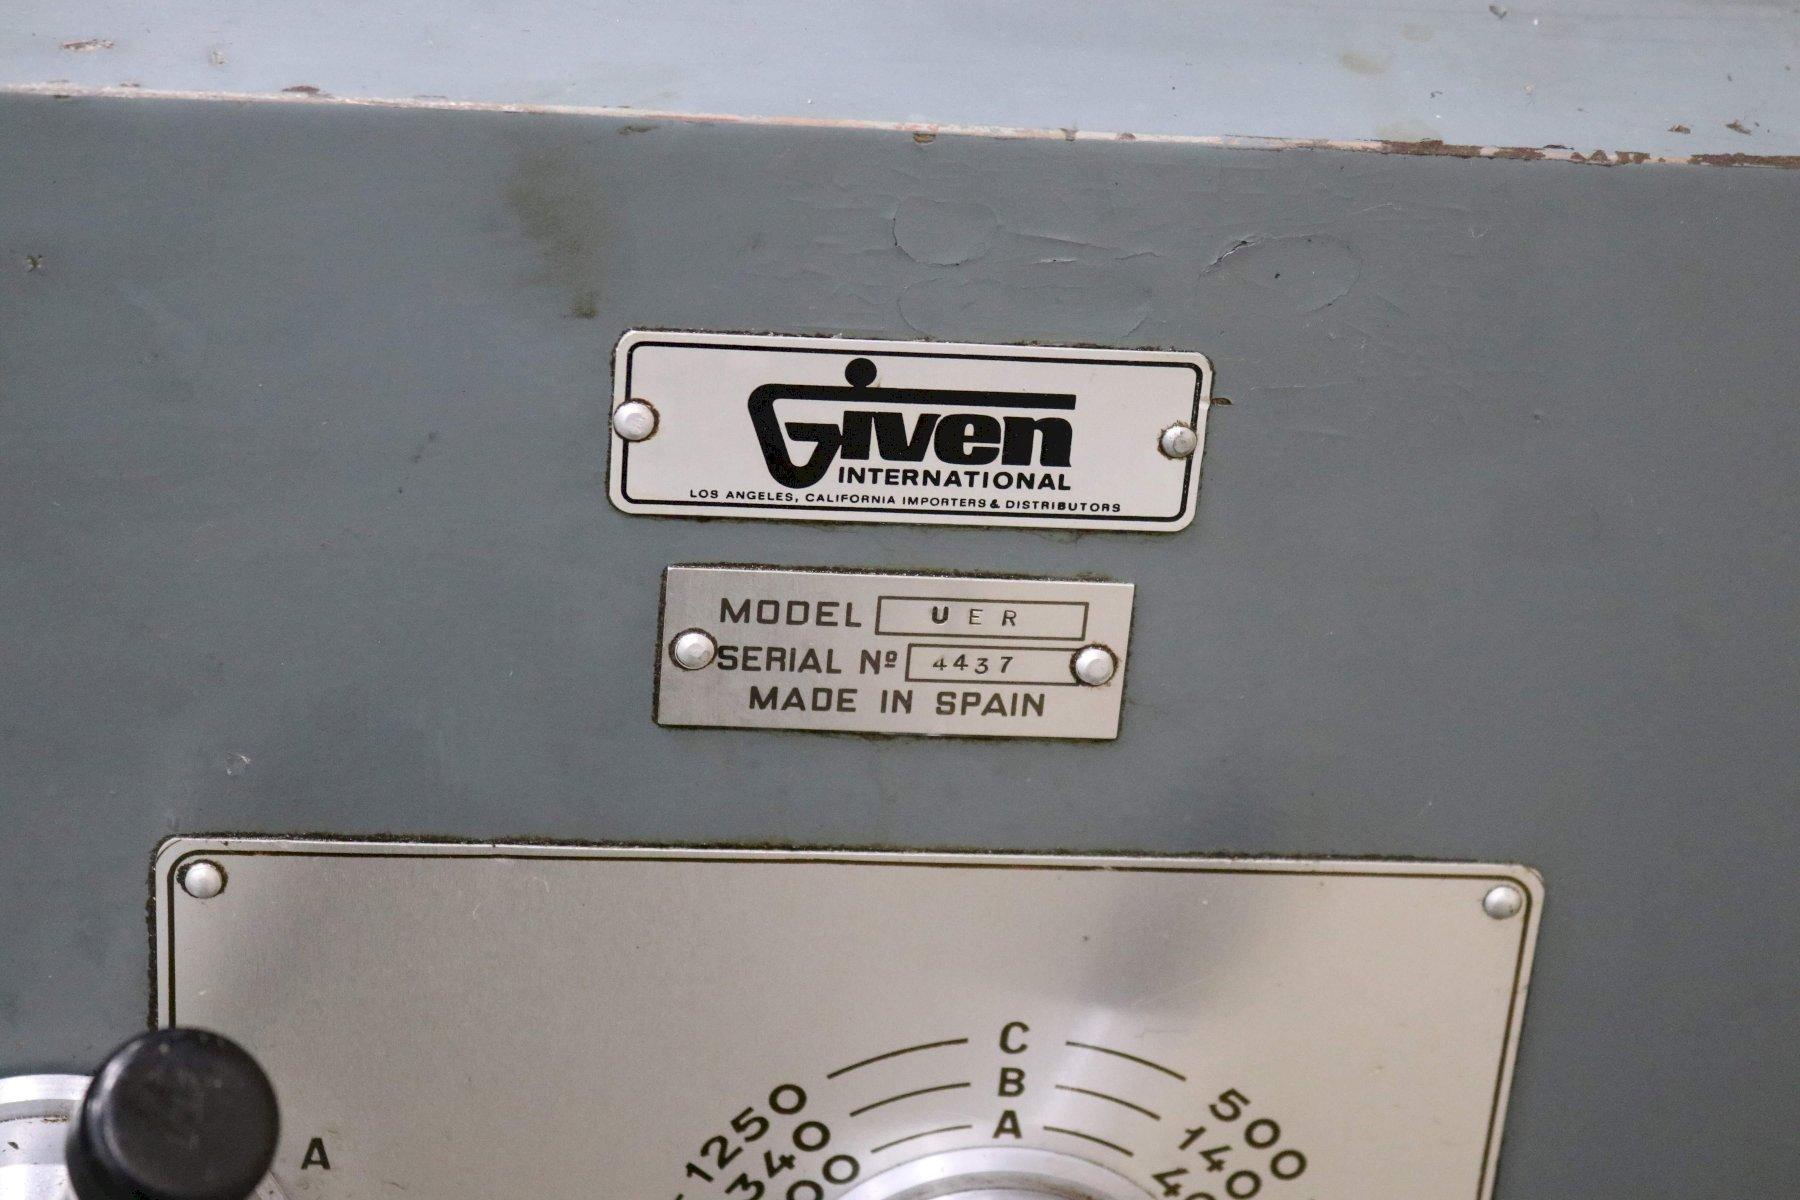 Given
INTERNATIONAL
LOS ANGELES, CALIFORNIA IMPORTERS & DISTRIBUTORS
MODEL UER
SERIAL Nº 4437
MADE IN SPAIN
C
B
A
1250
340
500
140
A